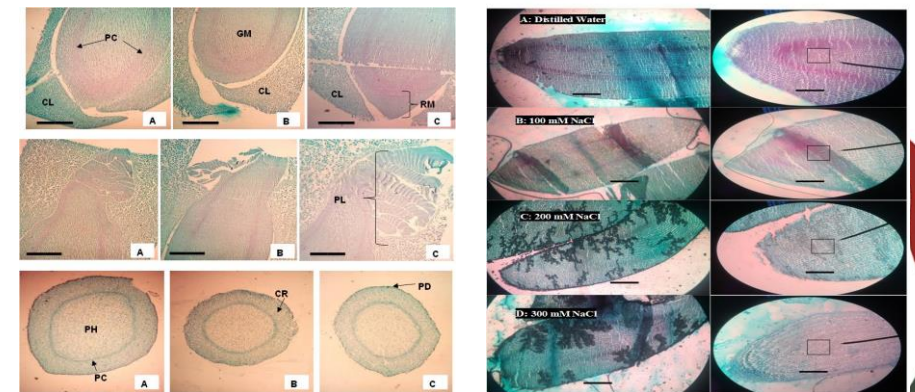 PC
CL
A
GM
CL
B
CL
RM
C
A
B
PL
C
PH
PC
A
CR
B
PD
C
A: Distilled Water
B: 100 mM NaCl
C: 200 mM NaCl
D: 300 mM NaCl